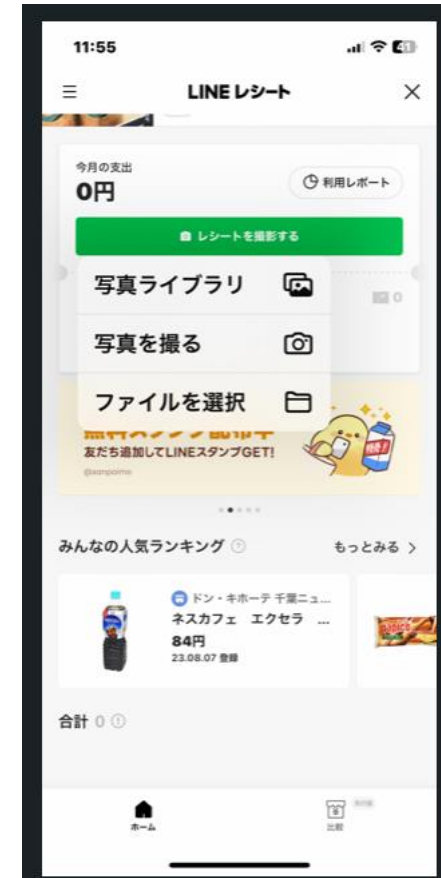 11:55
41
LINE レシート
今月の支出
0円
利用レポート
レシートを撮影する
写真ライブラリ
0
写真を撮る
ファイルを選択
友だち追加してLINEスタンプGET!
@sonpoimo
みんなの人気ランキング
もっとみる
ドン・キホーテ 千葉ニュ...
ネスカフェ エクセラ ...
84円
23.08.07 登録
合計 0
ホーム
比較